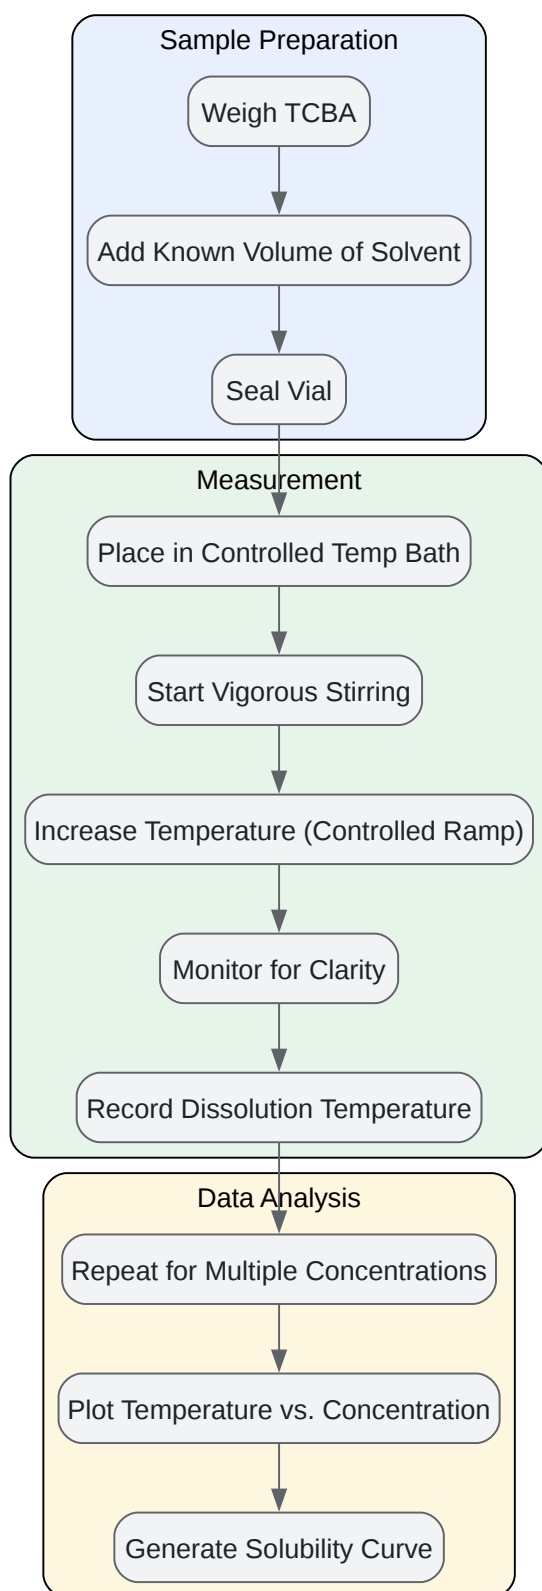 Sample Preparation
Weigh TCBA
Add Known Volume of Solvent
Seal Vial
Measurement
Place in Controlled Temp Bath
Start Vigorous Stirring
Increase Temperature (Controlled Ramp)
Monitor for Clarity
Record Dissolution Temperature
Data Analysis
Repeat for Multiple Concentrations
Plot Temperature vs. Concentration
Generate Solubility Curve